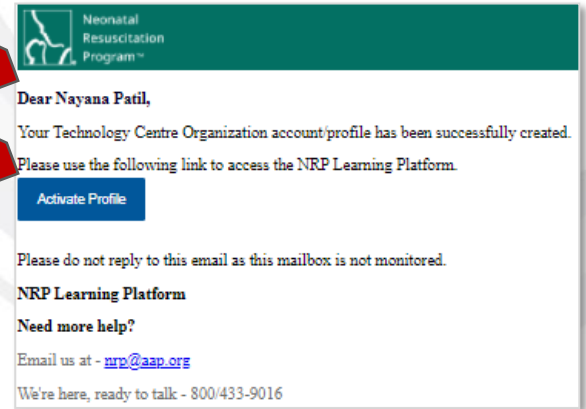 Neonatal
Resuscitation
Program™
Dear Nayana Patil,
Your Technology Centre Organization account/profile has been successfully created.
Please use the following link to access the NRP Learning Platform.
Activate Profile
Please do not reply to this email as this mailbox is not monitored.
NRP Learning Platform
Need more help?
Email us at - nrp@aap.org
We're here, ready to talk - 800/433-9016